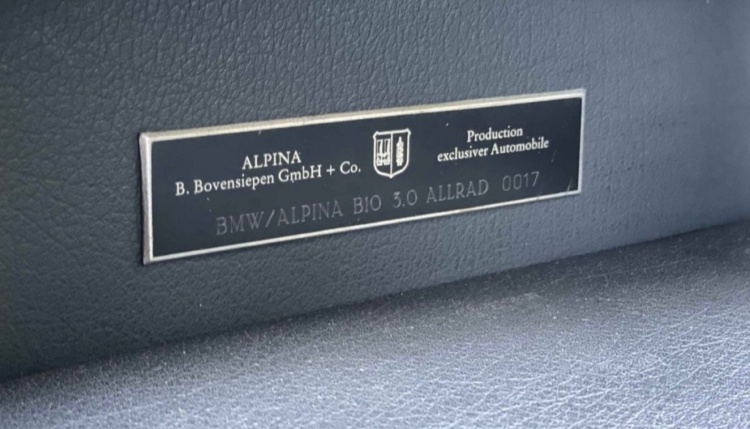 ALPINA
B. Bovensiepen GmbH + Co.
Production
exclusiver Automobile
BMW/ALPINA B10 3.0 ALLRAD 0017